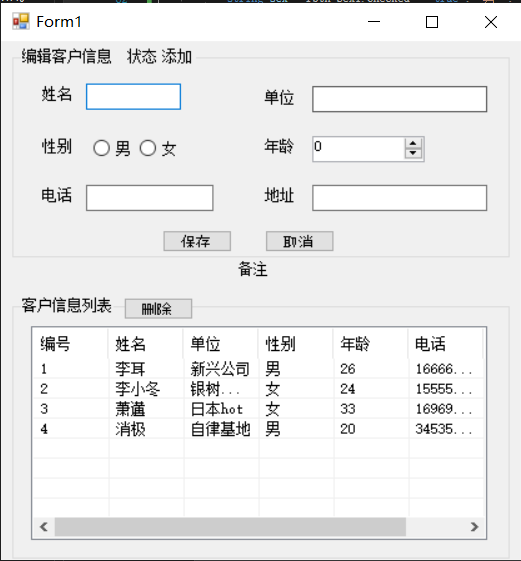 Form1
编辑客户信息 状态 添加
姓名 单位
性别 男 女 年龄 0
电话 地址
保存 取消
备注
客户信息列表 删除
编号 姓名 单位 性别 年龄 电话
1 李耳 新兴公司 男 26 16666...
2 李小冬 银树... 女 24 15555...
3 萧邋 日本hot 女 33 16969...
4 消极 自律基地 男 20 34535...